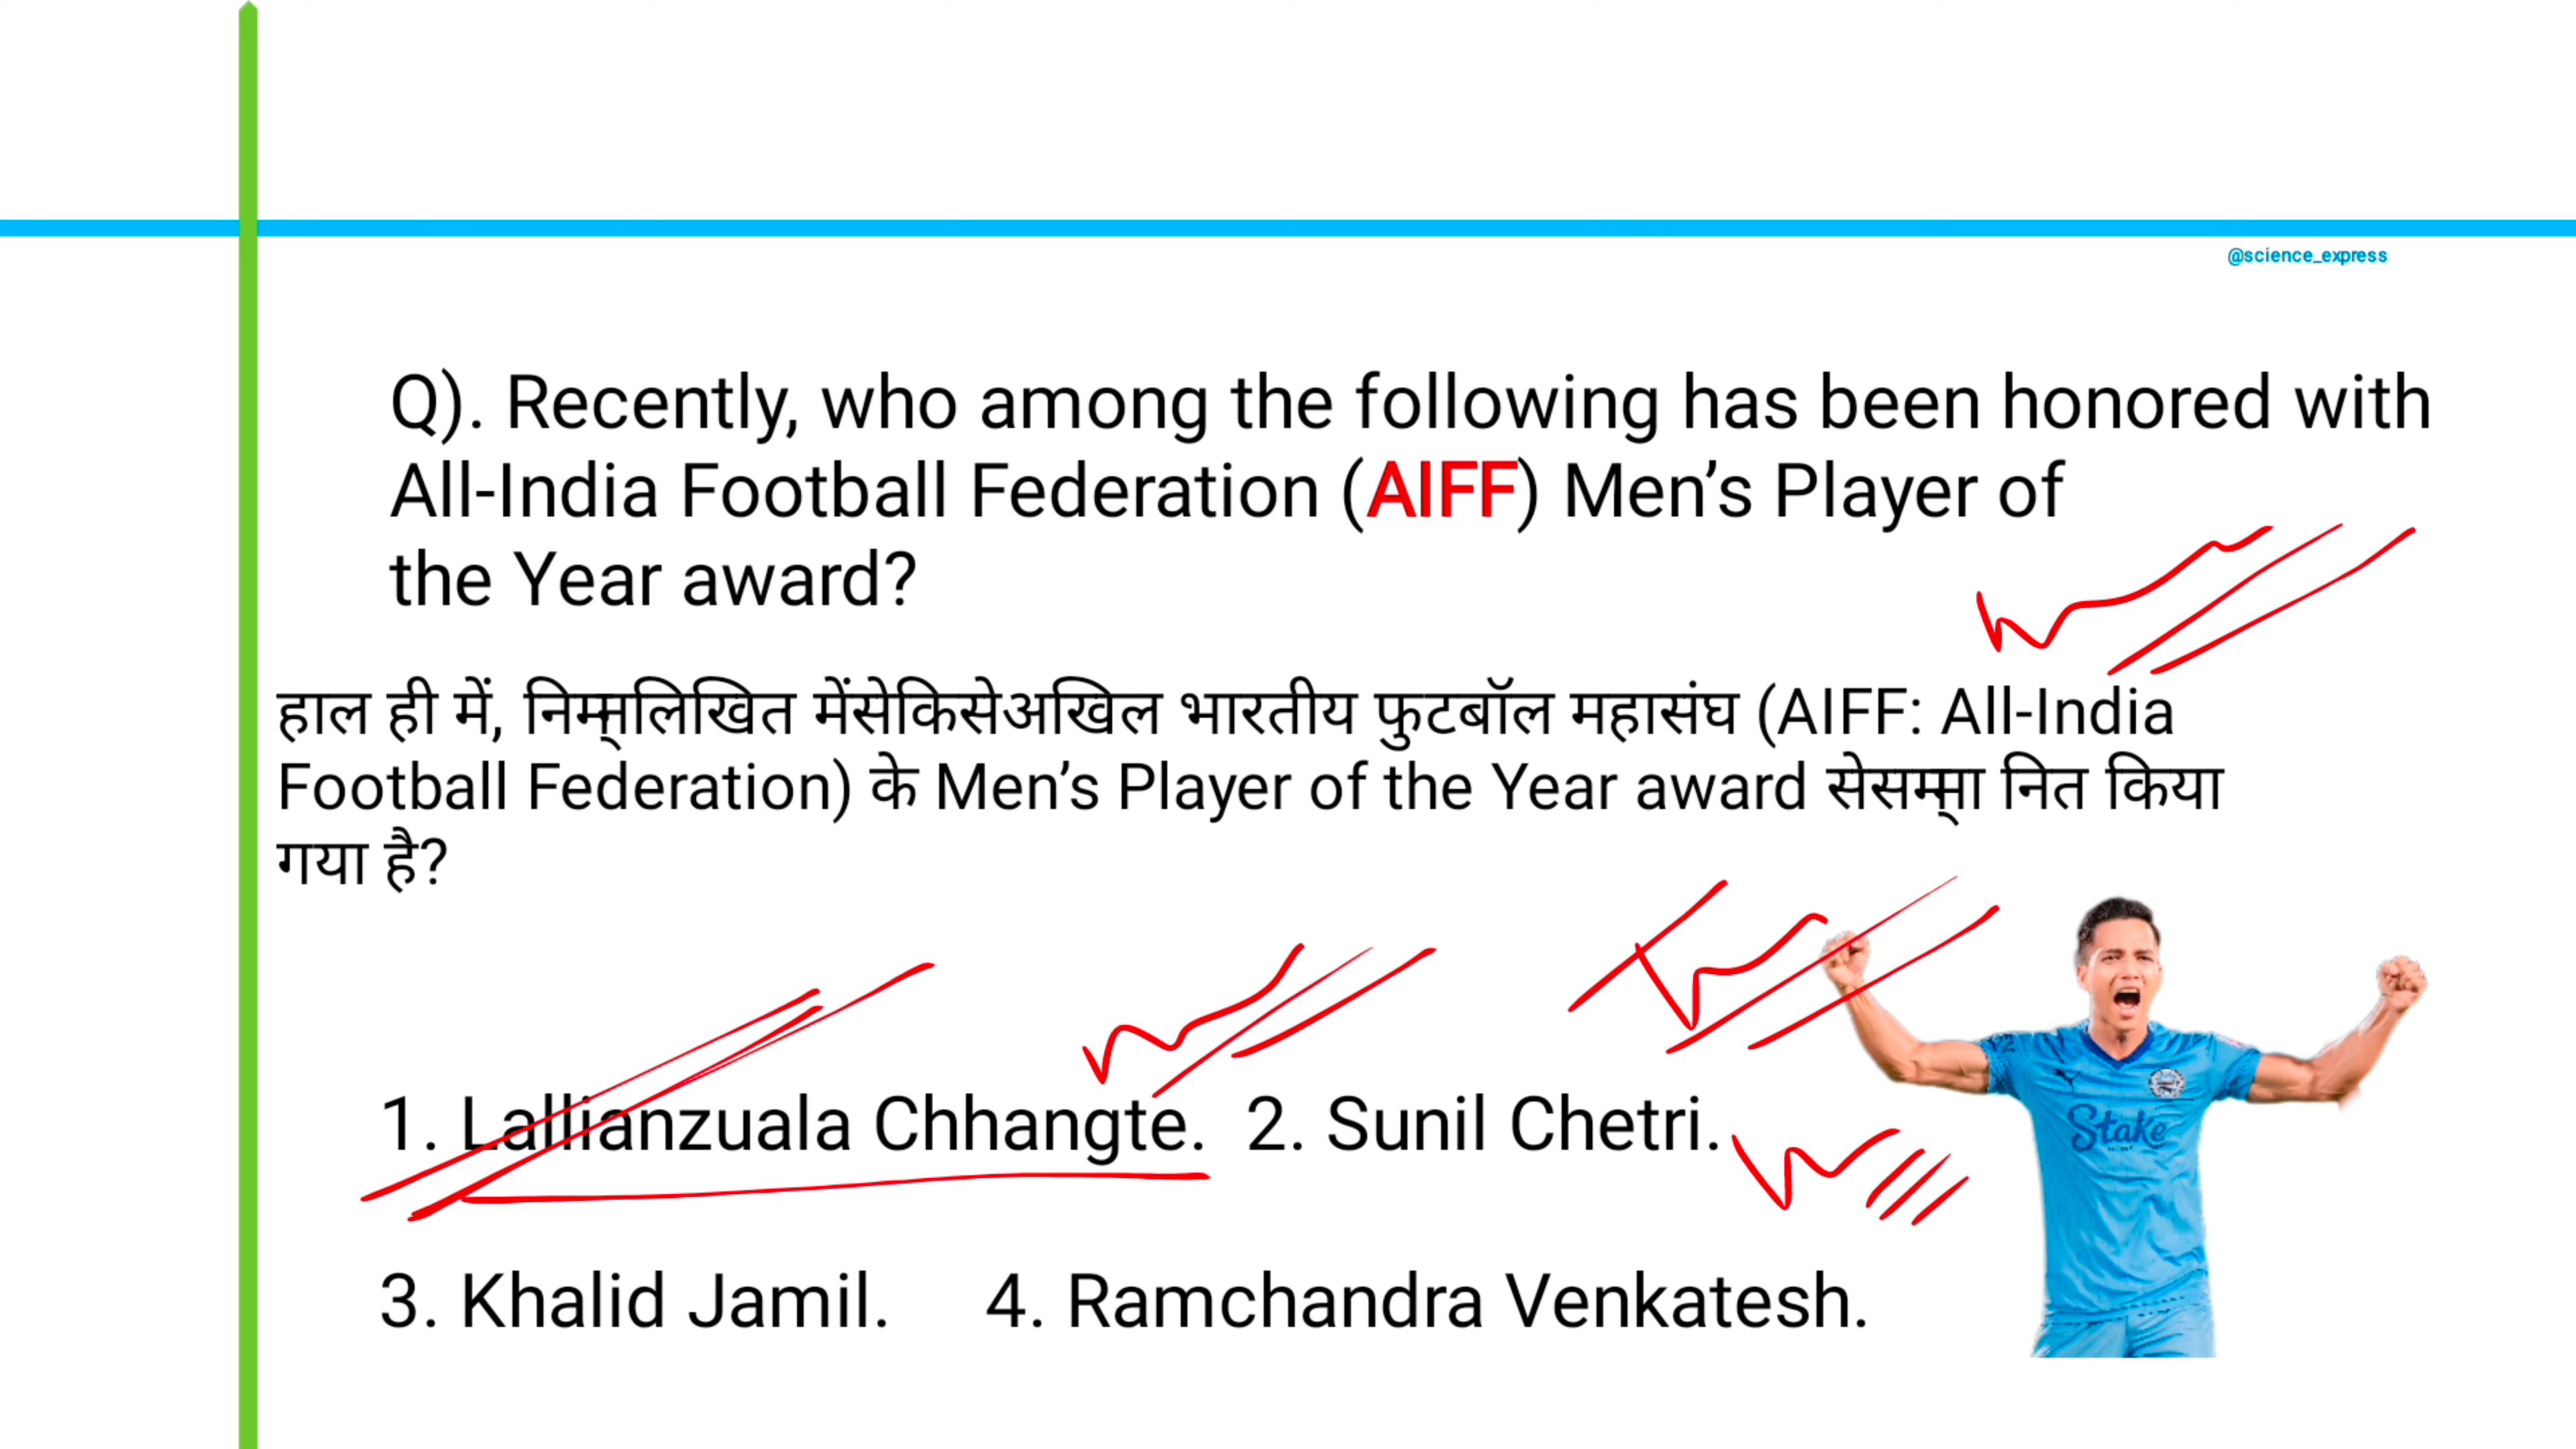 @science_express
Q). Recently, who among the following has been honored with
All-India Football Federation (AIFF) Men’s Player of
the Year award?
हाल ही में, निम्नलिखित मेंसेकिसेअखिल भारतीय फुटबॉल महासंघ (AIFF: All-India
Football Federation) के Men’s Player of the Year award सेसम्मा नित किया
गया है?
1. Lallianzuala Chhangte. 2. Sunil Chetri.
Stake
3. Khalid Jamil. 4. Ramchandra Venkatesh.